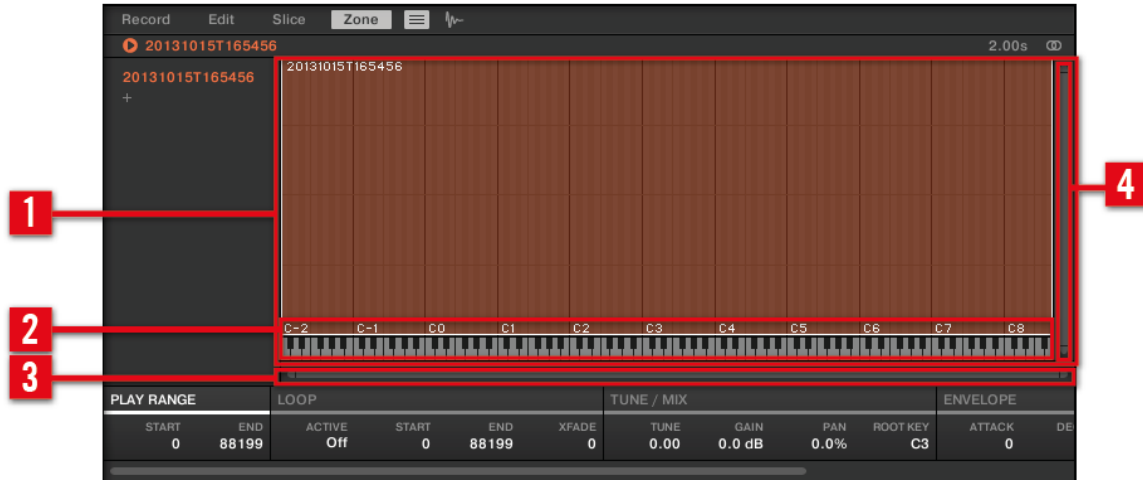 Record Edit Slice Zone
20131015T165456 2.00s
20131015T165456
20131015T165456
+
1
4
2
C-2 C-1 C0 C1 C2 C3 C4 C5 C6 C7 C8
3
PLAY RANGE LOOP TUNE / MIX ENVELOPE
START END ACTIVE START END XFADE TUNE GAIN PAN ROOT KEY ATTACK DE
0 88199 Off 0 88199 0 0.00 0.0 dB 0.0% C3 0